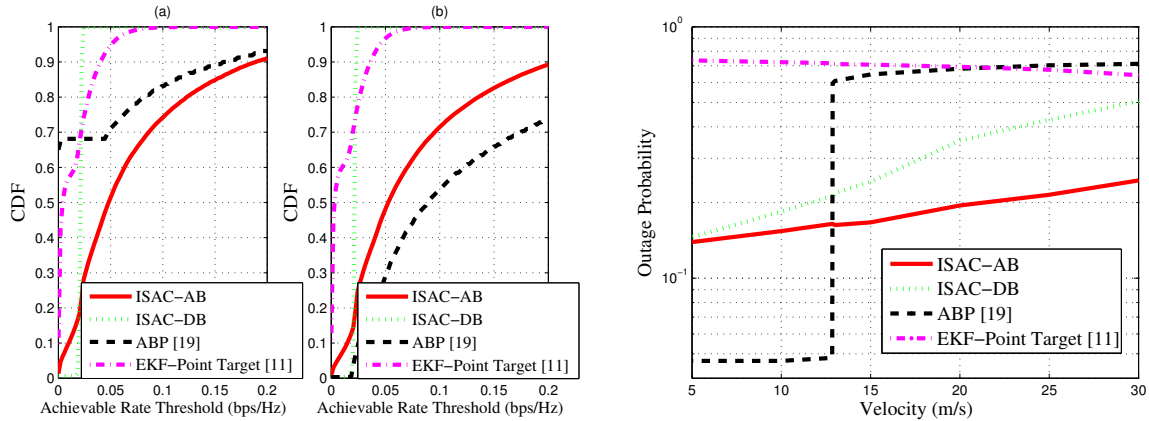 (a)
CDF
1
0.9
0.8
0.7
0.6
0.5
0.4
0.3
0.2
0.1
0
0 0.05 0.1 0.15 0.2
Achievable Rate Threshold (bps/Hz)
ISAC−AB
ISAC−DB
ABP [19]
EKF−Point Target [11]
(b)
CDF
1
0.9
0.8
0.7
0.6
0.5
0.4
0.3
0.2
0.1
0
0 0.05 0.1 0.15 0.2
Achievable Rate Threshold (bps/Hz)
ISAC−AB
ISAC−DB
ABP [19]
EKF−Point Target [11]
Outage Probability
10^0
10^−1
5 10 15 20 25 30
Velocity (m/s)
ISAC−AB
ISAC−DB
ABP [19]
EKF−Point Target [11]